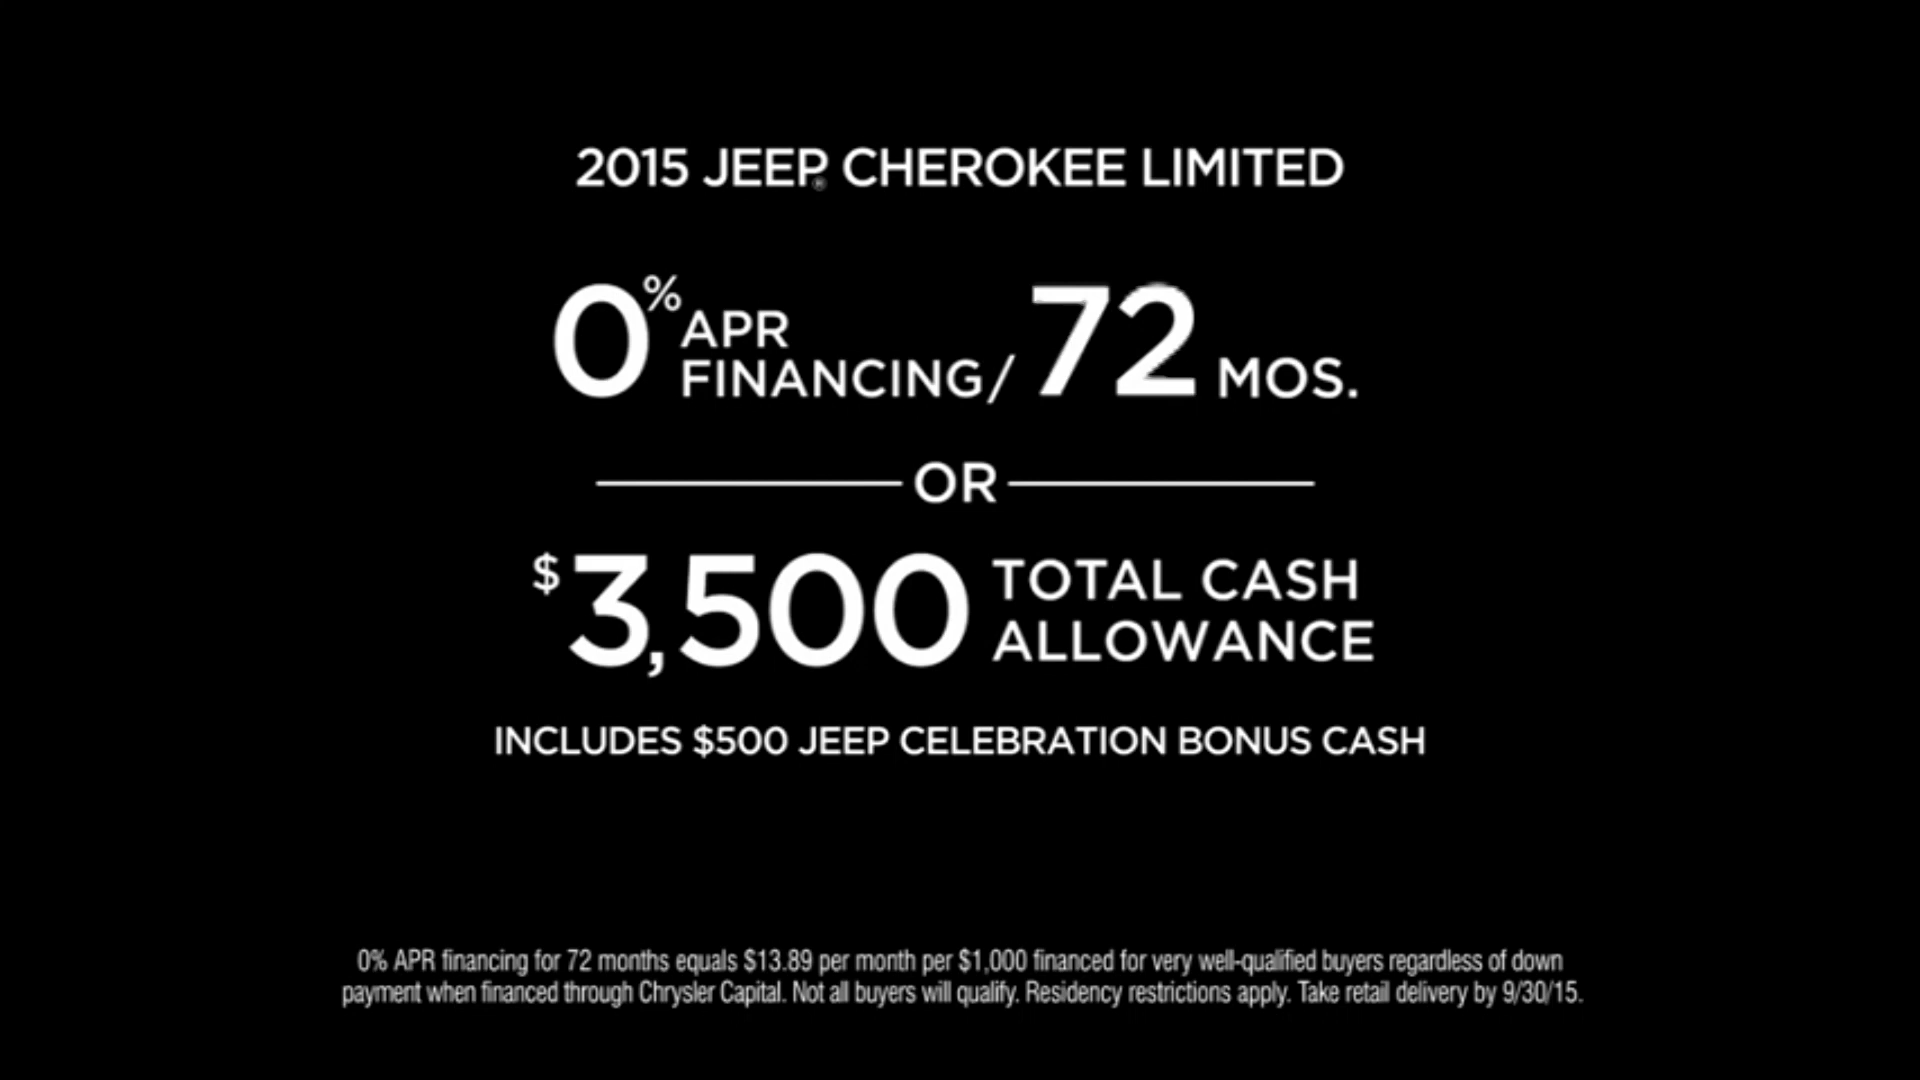 2015 JEEP® CHEROKEE LIMITED
0% APR FINANCING/72 MOS.
OR
$3,500 TOTAL CASH ALLOWANCE
INCLUDES $500 JEEP CELEBRATION BONUS CASH
0% APR financing for 72 months equals $13.89 per month per $1,000 financed for very well-qualified buyers regardless of down
payment when financed through Chrysler Capital. Not all buyers will qualify. Residency restrictions apply. Take retail delivery by 9/30/15.